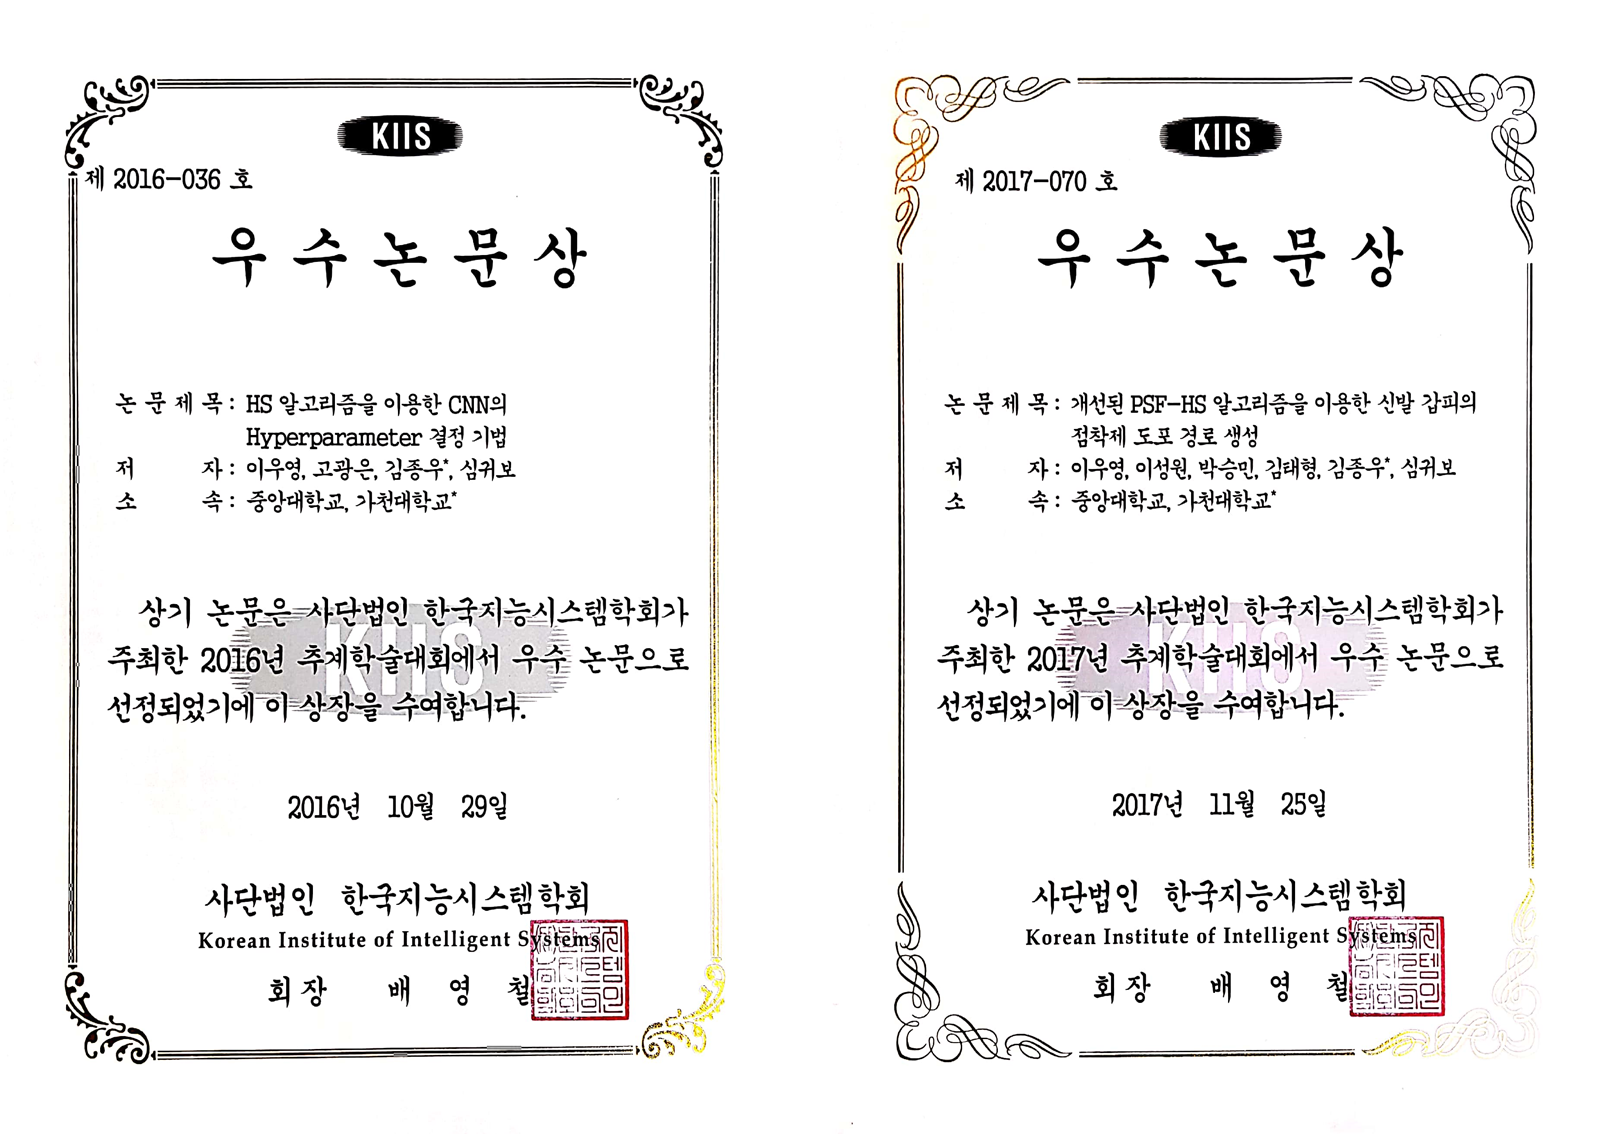 KIIS
제 2016-036 호
우수논문상
논문제목: HS 알고리즘을 이용한 CNN의
Hyperparameter 결정 기법
저 자: 이우영, 고광은, 김종우*, 심귀보
소 속: 중앙대학교, 가천대학교*
상기 논문은 사단법인 한국지능시스템학회가
주최한 2016년 추계학술대회에서 우수 논문으로
선정되었기에 이 상장을 수여합니다.
KIIS
2016년 10월 29일
사단법인 한국지능시스템학회
Korean Institute of Intelligent Systems
회장 배영철
KIIS
제 2017-070 호
우수논문상
논문제목: 개선된 PSF-HS 알고리즘을 이용한 신발 갑피의
점착제 도포 경로 생성
저 자: 이우영, 이성원, 박승민, 김태형, 김종우*, 심귀보
소 속: 중앙대학교, 가천대학교*
상기 논문은 사단법인 한국지능시스템학회가
주최한 2017년 추계학술대회에서 우수 논문으로
선정되었기에 이 상장을 수여합니다.
KIIS
2017년 11월 25일
사단법인 한국지능시스템학회
Korean Institute of Intelligent Systems
회장 배영철